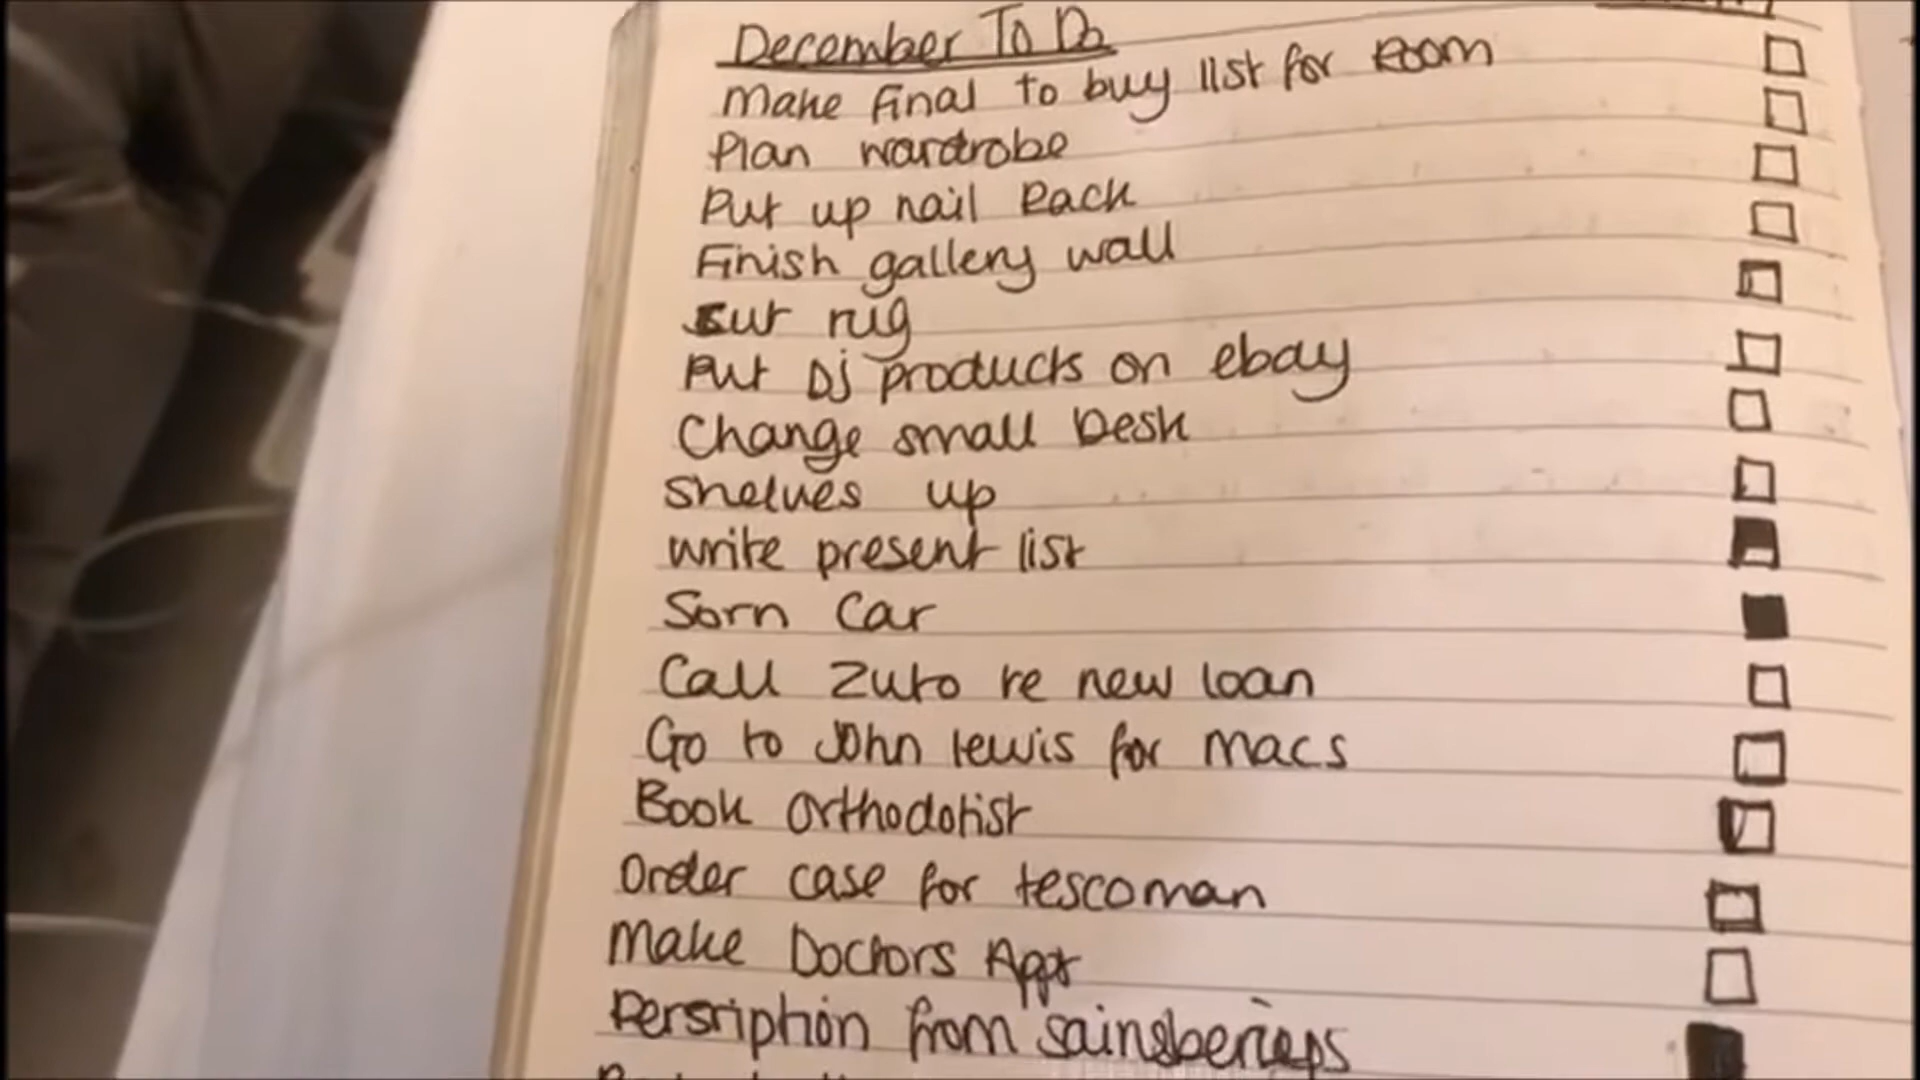 December To Do
Make Final to buy list for room
Plan wardrobe
Put up nail Rack
Finish gallery wall
Cut rug
Put DJ products on ebay
Change small Desk
Shelves up
Write present list
Sorn Car
Call Zuto re new loan
Go to John lewis for macs
Book Orthodotist
Order case for tescoman
Make Doctors Appt
Persription from